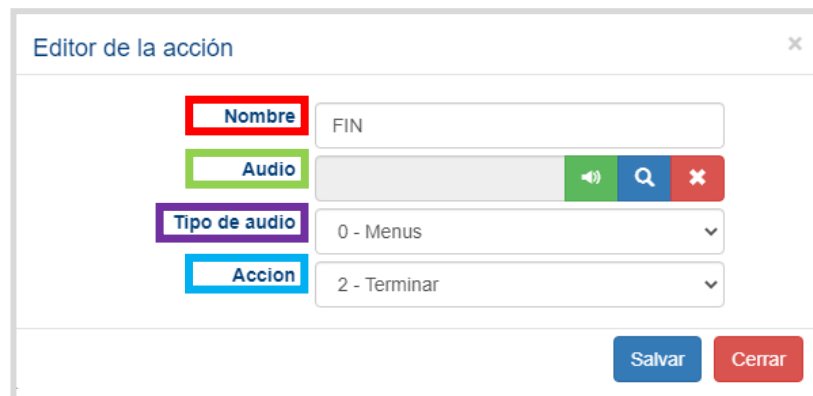 Editor de la acción ×
Nombre FIN
Audio
Tipo de audio 0 - Menus
Accion 2 - Terminar
Salvar Cerrar